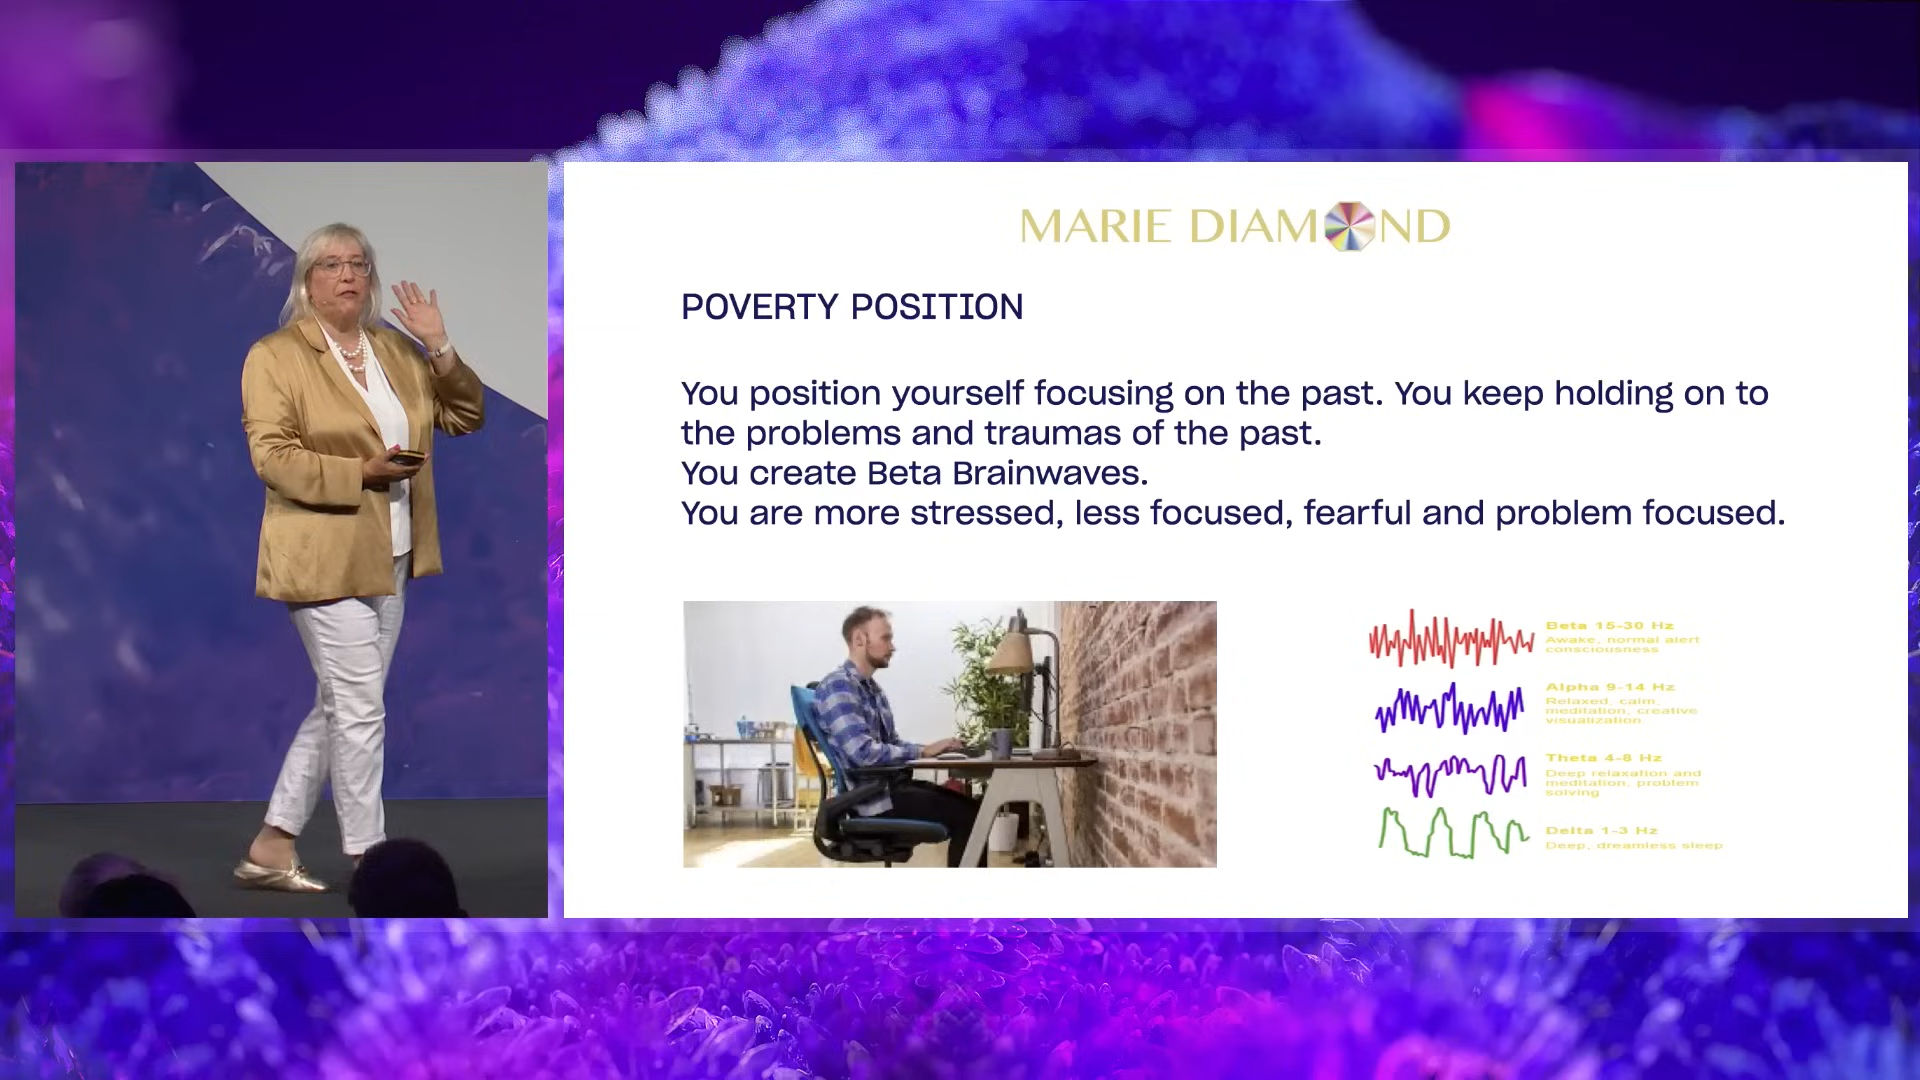 MARIE DIAMOND
POVERTY POSITION
You position yourself focusing on the past. You keep holding on to
the problems and traumas of the past.
You create Beta Brainwaves.
You are more stressed, less focused, fearful and problem focused.
Beta 15-30 Hz
Awake, normal alert
consciousness
Alpha 9-14 Hz
Relaxed, calm,
meditation, creative
visualization
Theta 4-8 Hz
Deep relaxation and
meditation, problem
solving
Delta 1-3 Hz
Deep, dreamless sleep